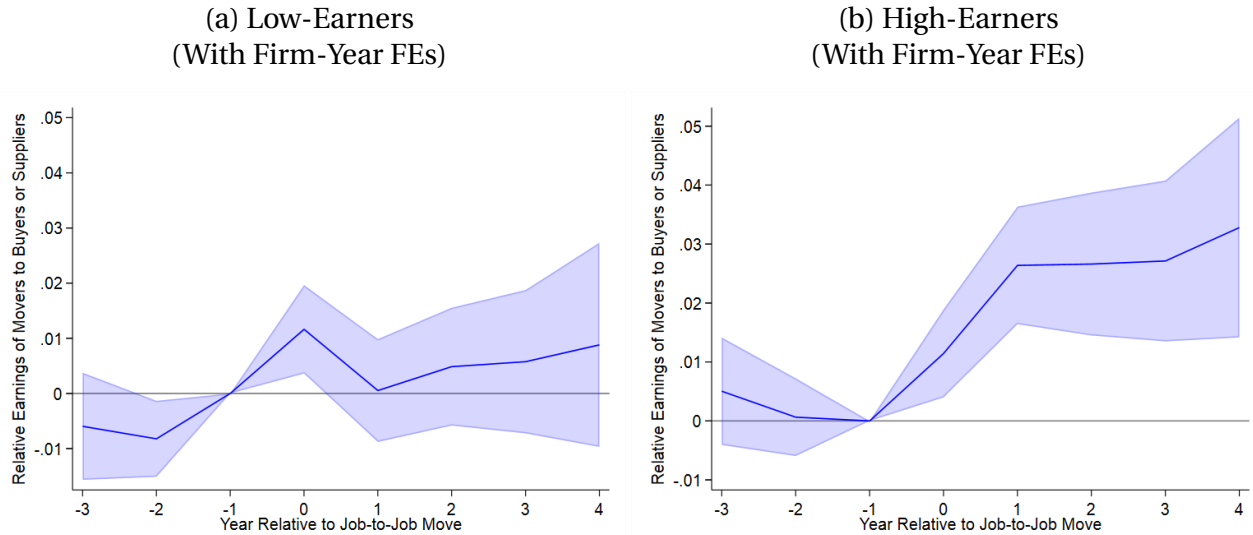 (a) Low-Earners
(With Firm-Year FEs)
Relative Earnings of Movers to Buyers or Suppliers
.05
.04
.03
.02
.01
0
-.01
-3 -2 -1 0 1 2 3 4
Year Relative to Job-to-Job Move
(b) High-Earners
(With Firm-Year FEs)
Relative Earnings of Movers to Buyers or Suppliers
.05
.04
.03
.02
.01
0
-.01
-3 -2 -1 0 1 2 3 4
Year Relative to Job-to-Job Move